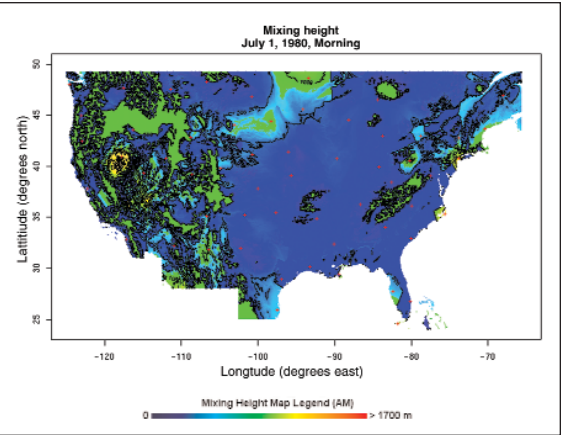 Mixing height
July 1, 1980, Morning
50
45
40
35
30
25
Lattitiude (degrees north)
-120
-110
-100
-90
-80
-70
Longtude (degrees east)
Mixing Height Map Legend (AM)
0 > 1700 m